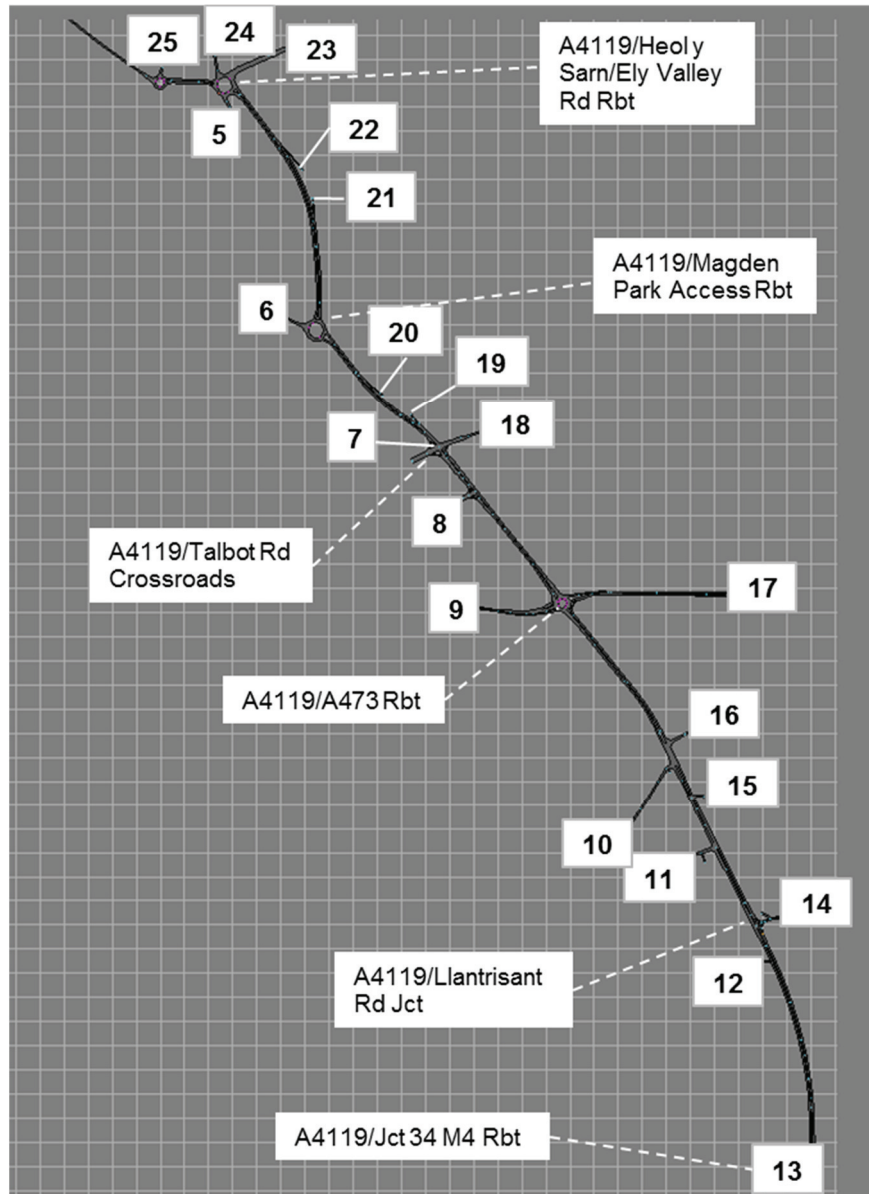 25
24
23
A4119/Heol y
Sarn/Ely Valley
Rd Rbt
5
22
21
A4119/Magden
Park Access Rbt
6
20
19
18
7
8
A4119/Talbot Rd
Crossroads
17
9
A4119/A473 Rbt
16
15
10
11
14
A4119/Llantrisant
Rd Jct
12
A4119/Jct 34 M4 Rbt
13